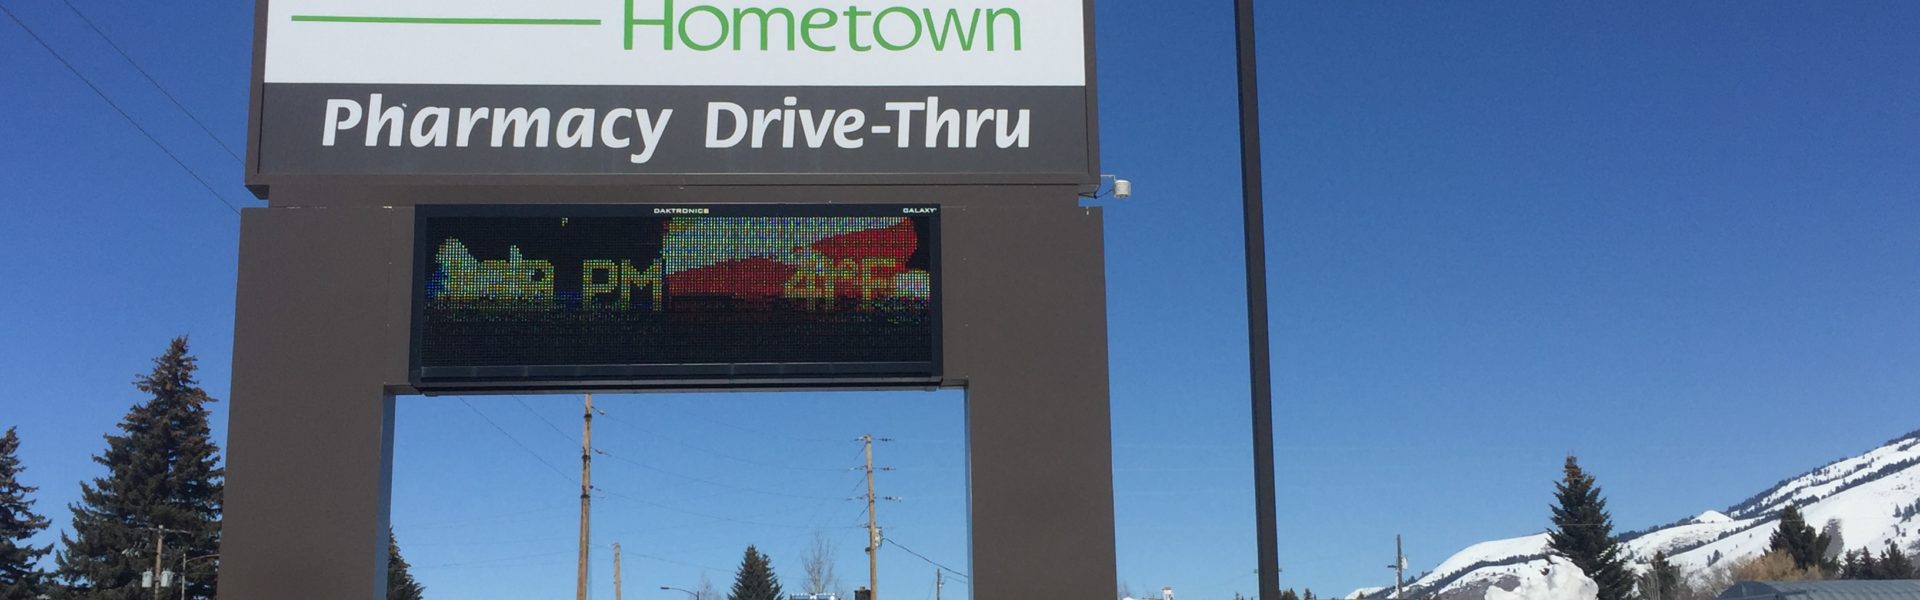 Hometown
Pharmacy Drive-Thru
DAKTRONICS GALAXY
PM